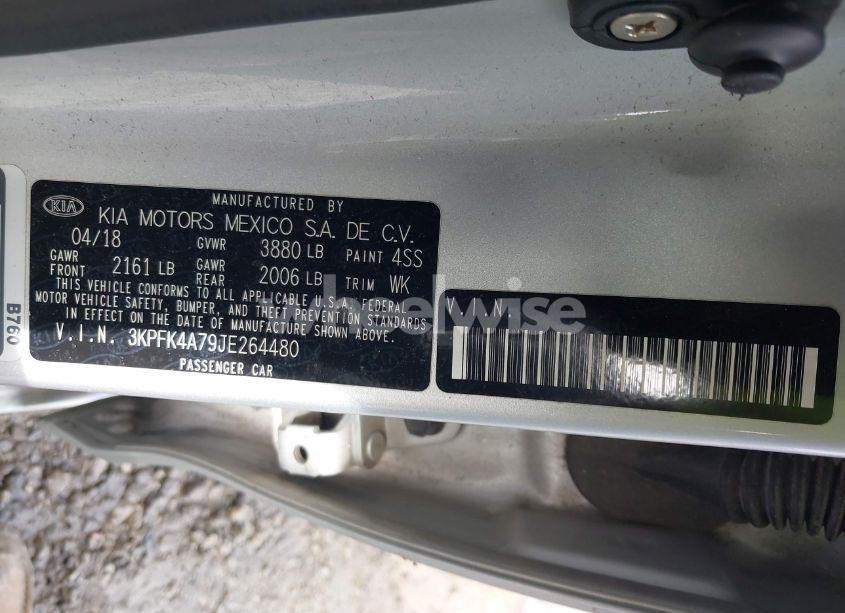 MANUFACTURED BY
KIA KIA MOTORS MEXICO S.A. DE C.V.
04/18 GVWR 3880 LB PAINT 4SS
GAWR FRONT 2161 LB GAWR REAR 2006 LB TRIM WK
THIS VEHICLE CONFORMS TO ALL APPLICABLE U.S.A. FEDERAL
MOTOR VEHICLE SAFETY, BUMPER, AND THEFT PREVENTION STANDARDS
IN EFFECT ON THE DATE OF MANUFACTURE SHOWN ABOVE.
V.I.N. 3KPFK4A79JE264480
PASSENGER CAR
B760
V I N
wheelwise